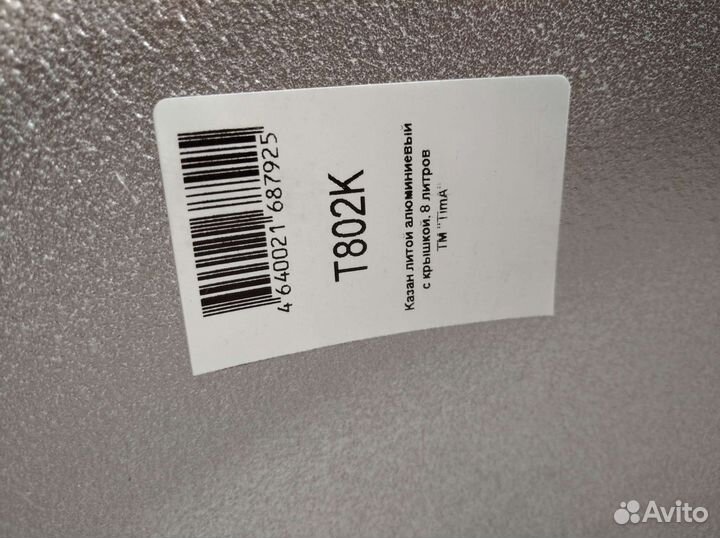 4 640021 687925
T802K
Казан литой алюминиевый
с крышкой, 8 литров
ТМ "TimA"
Avito